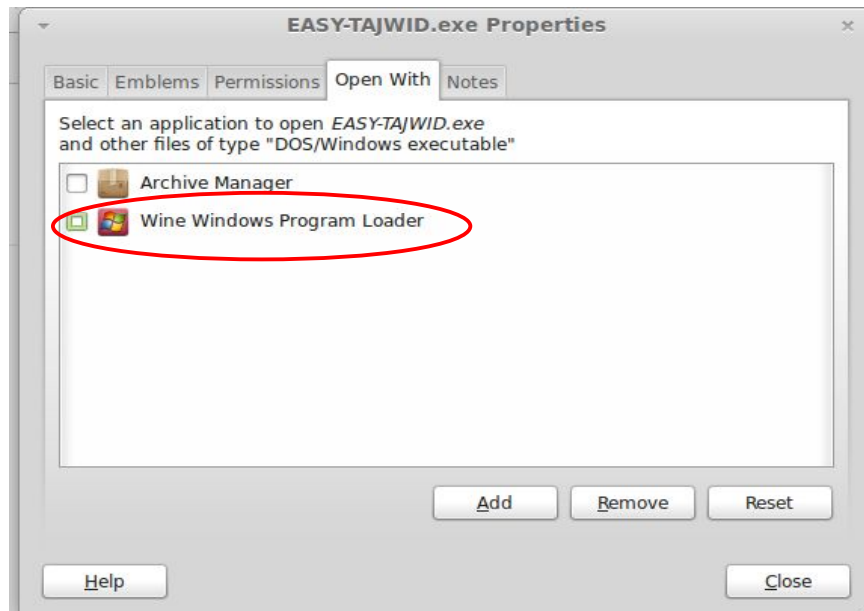 EASY-TAJWID.exe Properties
Basic Emblems Permissions Open With Notes
Select an application to open EASY-TAJWID.exe
and other files of type "DOS/Windows executable"
Archive Manager
Wine Windows Program Loader
Add Remove Reset
Help Close